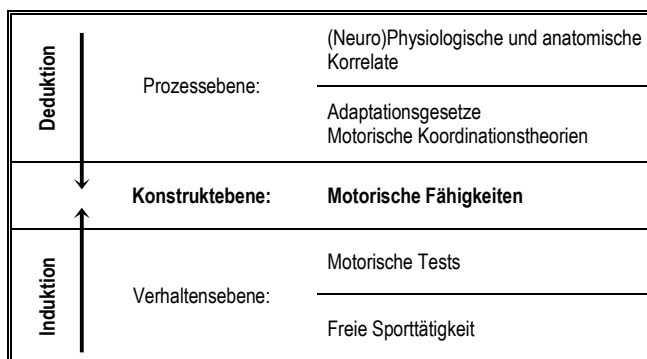 Deduktion
Prozessebene:
(Neuro)Physiologische und anatomische
Korrelate
Adaptationsgesetze
Motorische Koordinationstheorien
Konstruktebene:
Motorische Fähigkeiten
Induktion
Verhaltensebene:
Motorische Tests
Freie Sporttätigkeit